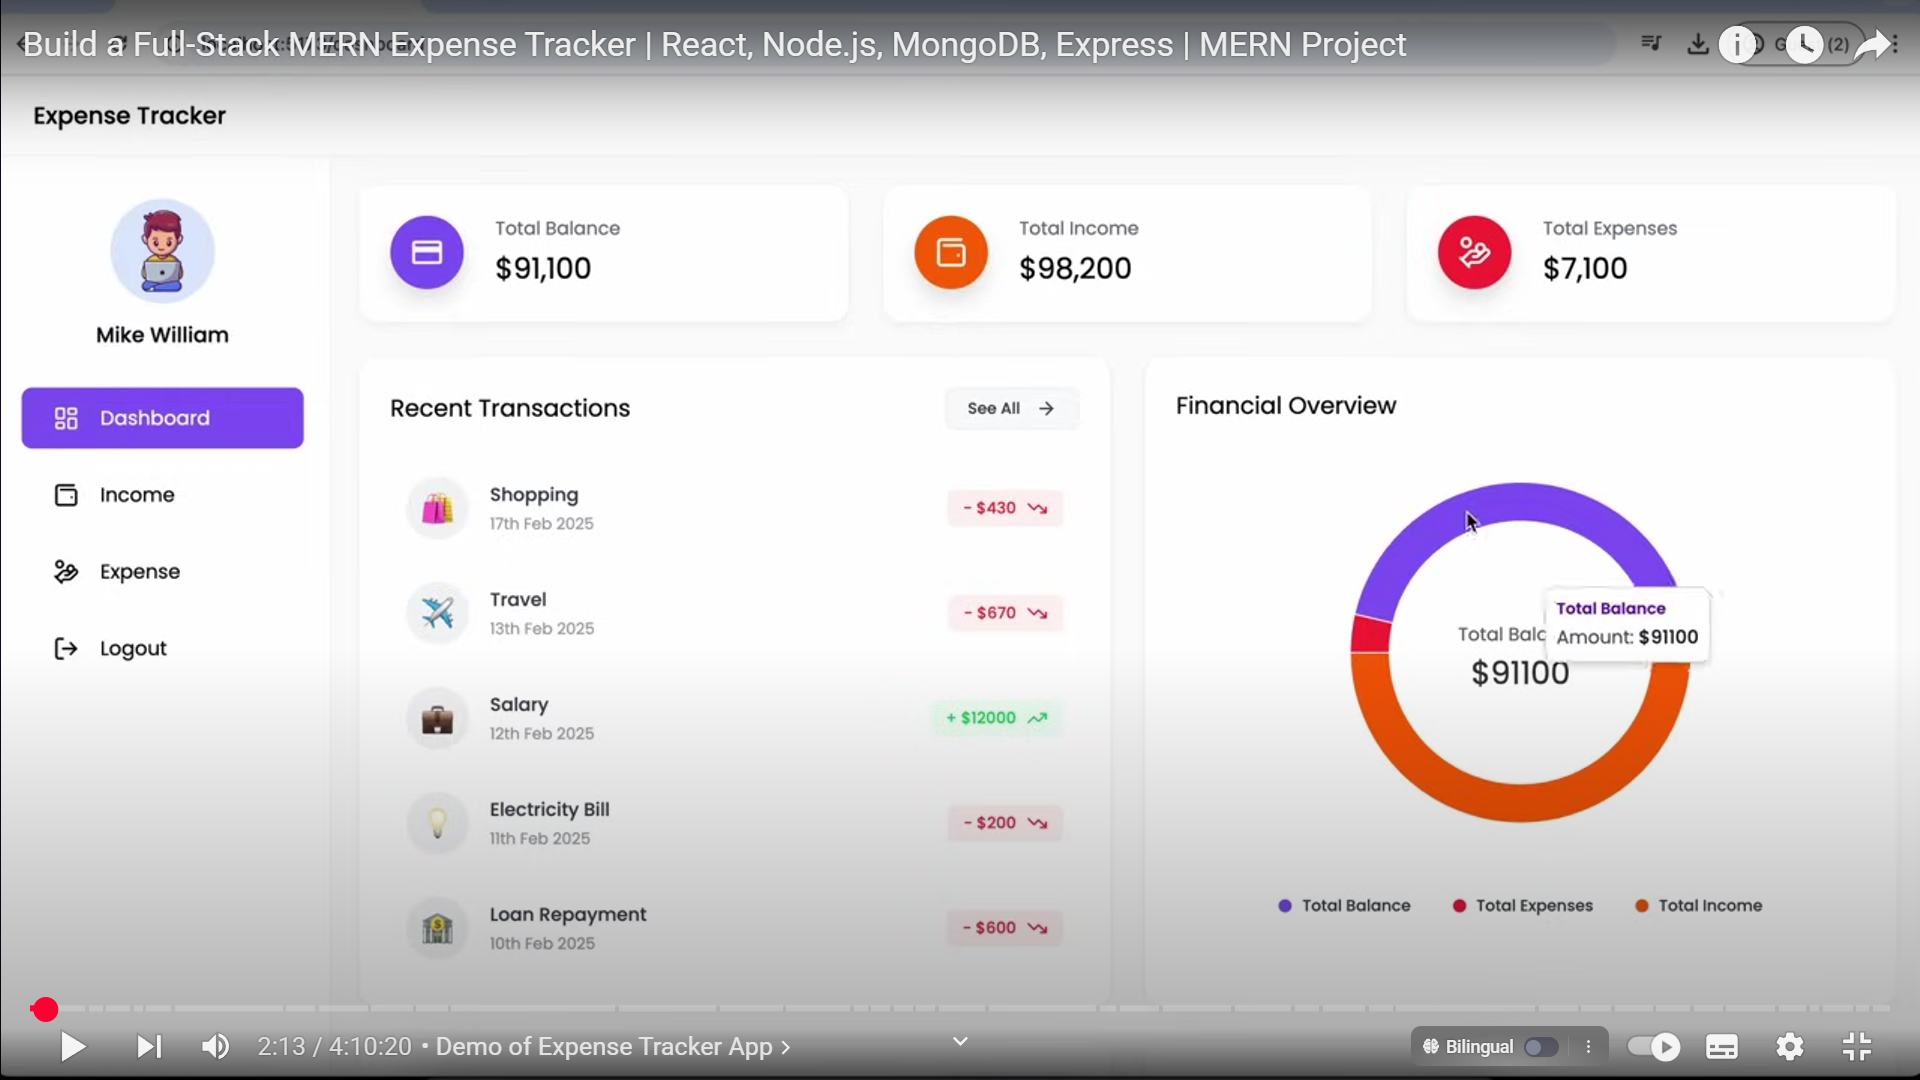 Build a Full-Stack MERN Expense Tracker | React, Node.js, MongoDB, Express | MERN Project
(2)
Expense Tracker
Mike William
Dashboard
Income
Expense
Logout
Total Balance
$91,100
Total Income
$98,200
Total Expenses
$7,100
Recent Transactions
See All
Shopping
17th Feb 2025
- $430
Travel
13th Feb 2025
- $670
Salary
12th Feb 2025
+ $12000
Electricity Bill
11th Feb 2025
- $200
Loan Repayment
10th Feb 2025
- $600
Financial Overview
Total Balance
Amount: $91100
Total Balc
$91100
Total Balance
Total Expenses
Total Income
2:13 / 4:10:20 • Demo of Expense Tracker App
Bilingual